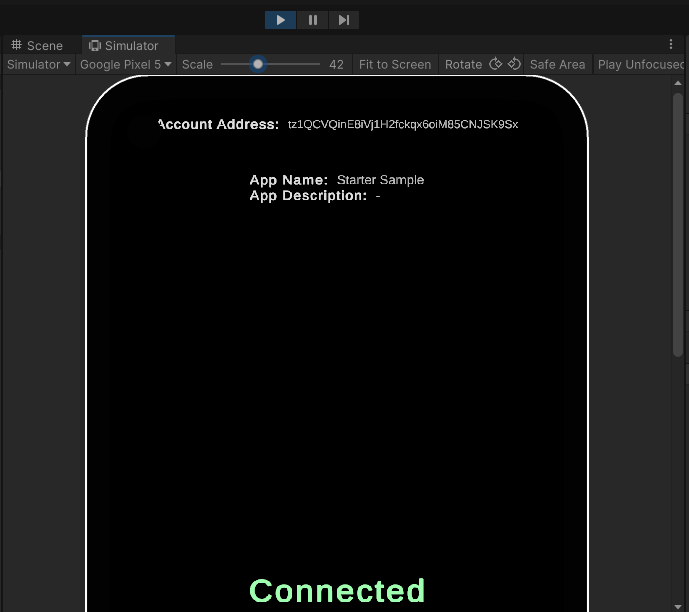 Scene Simulator
Simulator Google Pixel 5 Scale 42 Fit to Screen Rotate Safe Area Play Unfocused
Account Address: tz1QCVQinE8iVj1H2fckqx6oiM85CNJSK9Sx
App Name: Starter Sample
App Description: -
Connected